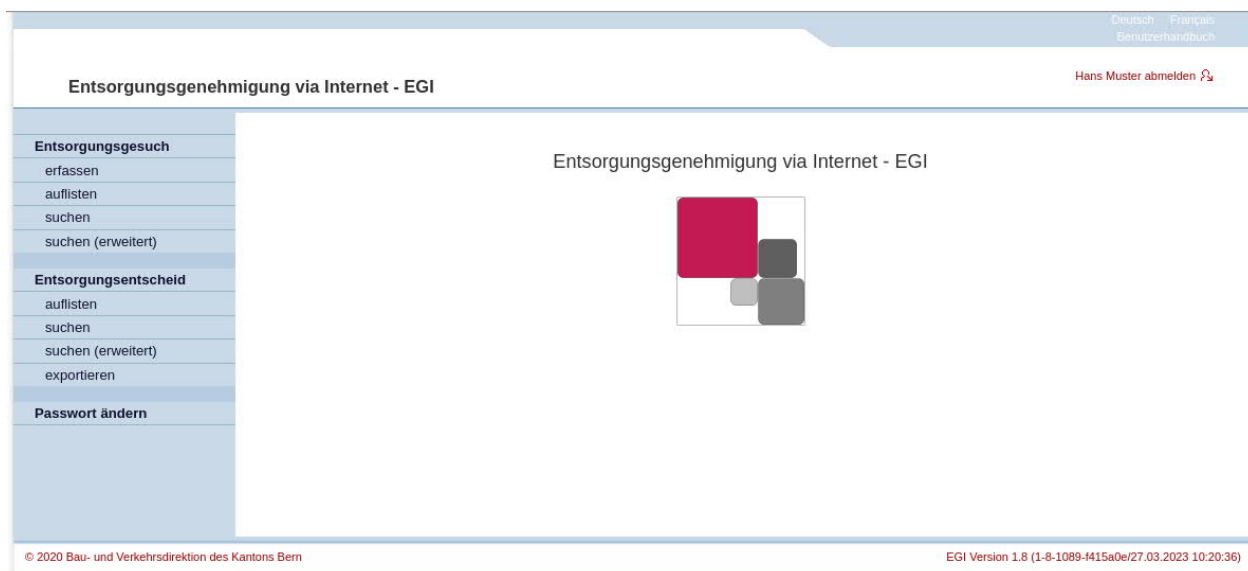 Deutsch Français
Benutzerhandbuch
Hans Muster abmelden
Entsorgungsgenehmigung via Internet - EGI
Entsorgungsgesuch
erfassen
auflisten
suchen
suchen (erweitert)
Entsorgungsentscheid
auflisten
suchen
suchen (erweitert)
exportieren
Passwort ändern
Entsorgungsgenehmigung via Internet - EGI
© 2020 Bau- und Verkehrsdirektion des Kantons Bern
EGI Version 1.8 (1-8-1089-f415a0e/27.03.2023 10:20:36)